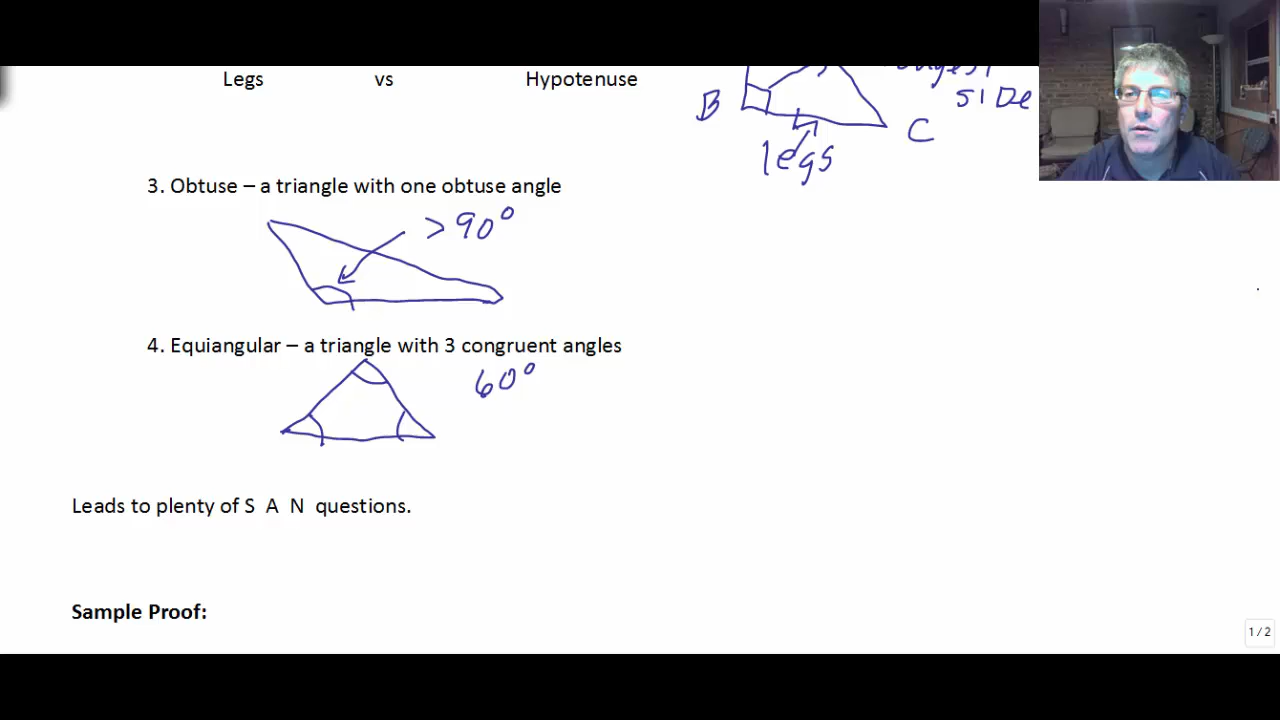 Legs vs Hypotenuse
SIDe
B
C
legs
3. Obtuse – a triangle with one obtuse angle
>90°
4. Equiangular – a triangle with 3 congruent angles
60°
Leads to plenty of S A N questions.
Sample Proof:
1 / 2